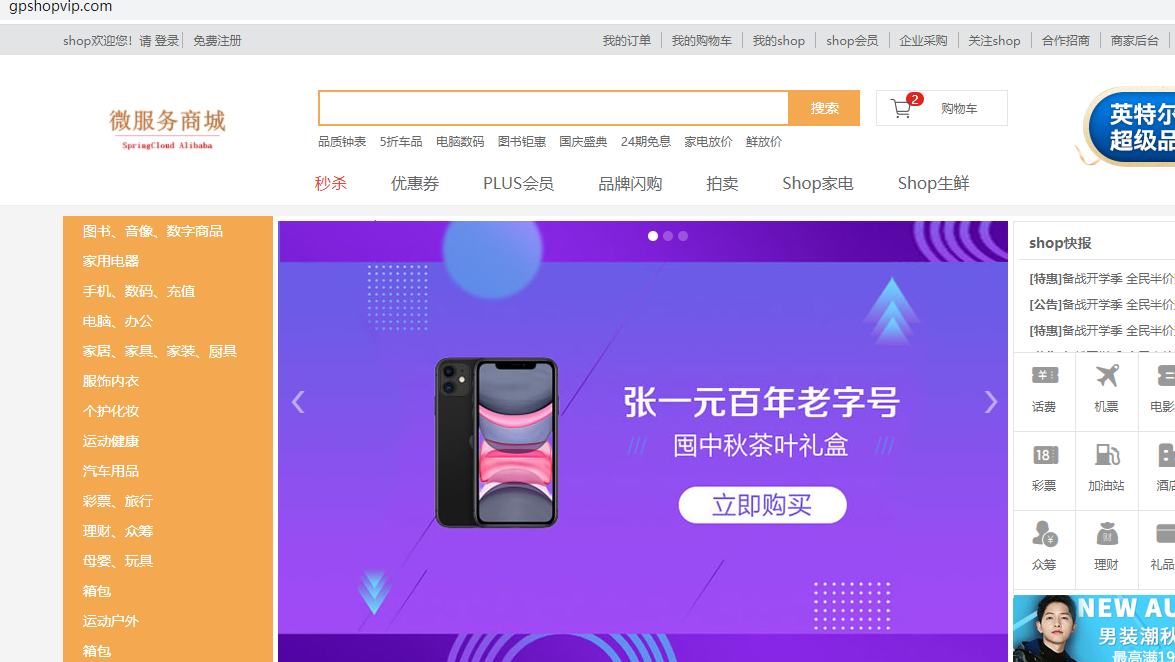 gpshopvip.com
shop欢迎您! 请 登录 免费注册
我的订单 我的购物车 我的shop shop会员 企业采购 关注shop 合作招商 商家后台
微服务商城
SpringCloud Alibaba
搜索
2
购物车
英特尔
超级品
品质钟表 5折车品 电脑数码 图书钜惠 国庆盛典 24期免息 家电放价 鲜放价
秒杀 优惠券 PLUS会员 品牌闪购 拍卖 Shop家电 Shop生鲜
图书、音像、数字商品
家用电器
手机、数码、充值
电脑、办公
家居、家具、家装、厨具
服饰内衣
个护化妆
运动健康
汽车用品
彩票、旅行
理财、众筹
母婴、玩具
箱包
运动户外
箱包
张一元百年老字号
囤中秋茶叶礼盒
立即购买
shop快报
[特惠]备战开学季 全民半价
[公告]备战开学季 全民半价
[特惠]备战开学季 全民半价
话费 机票 电影
18
彩票 加油站 酒店
财
众筹 理财 礼品
NEW AU
男装潮秋
最高满19